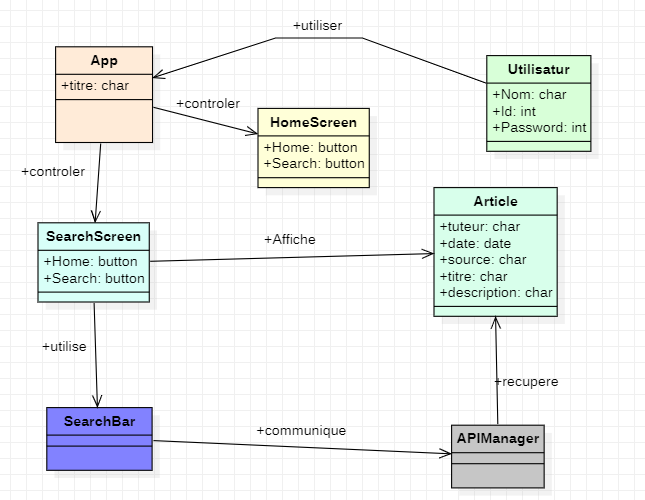 +utiliser
App
+titre: char
Utilisatur
+Nom: char
+Id: int
+Password: int
+controler
HomeScreen
+Home: button
+Search: button
+controler
Article
+tuteur: char
+date: date
+source: char
+titre: char
+description: char
SearchScreen
+Home: button
+Search: button
+Affiche
+utilise
+recupere
SearchBar
+communique
APIManager